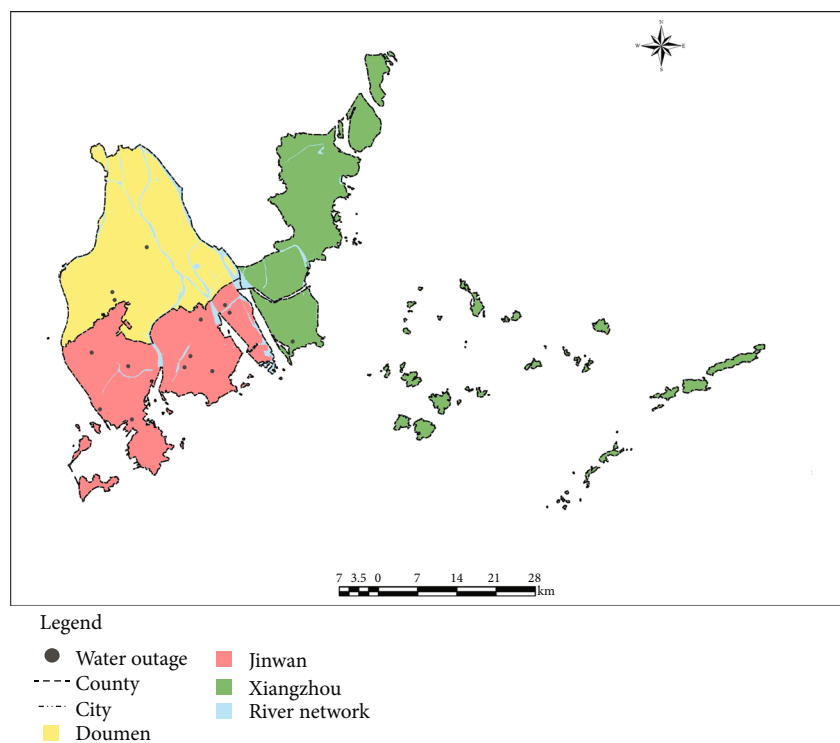 N
W E
S
7 3.5 0 7 14 21 28
km
Legend
Water outage
County
City
Doumen
Jinwan
Xiangzhou
River network